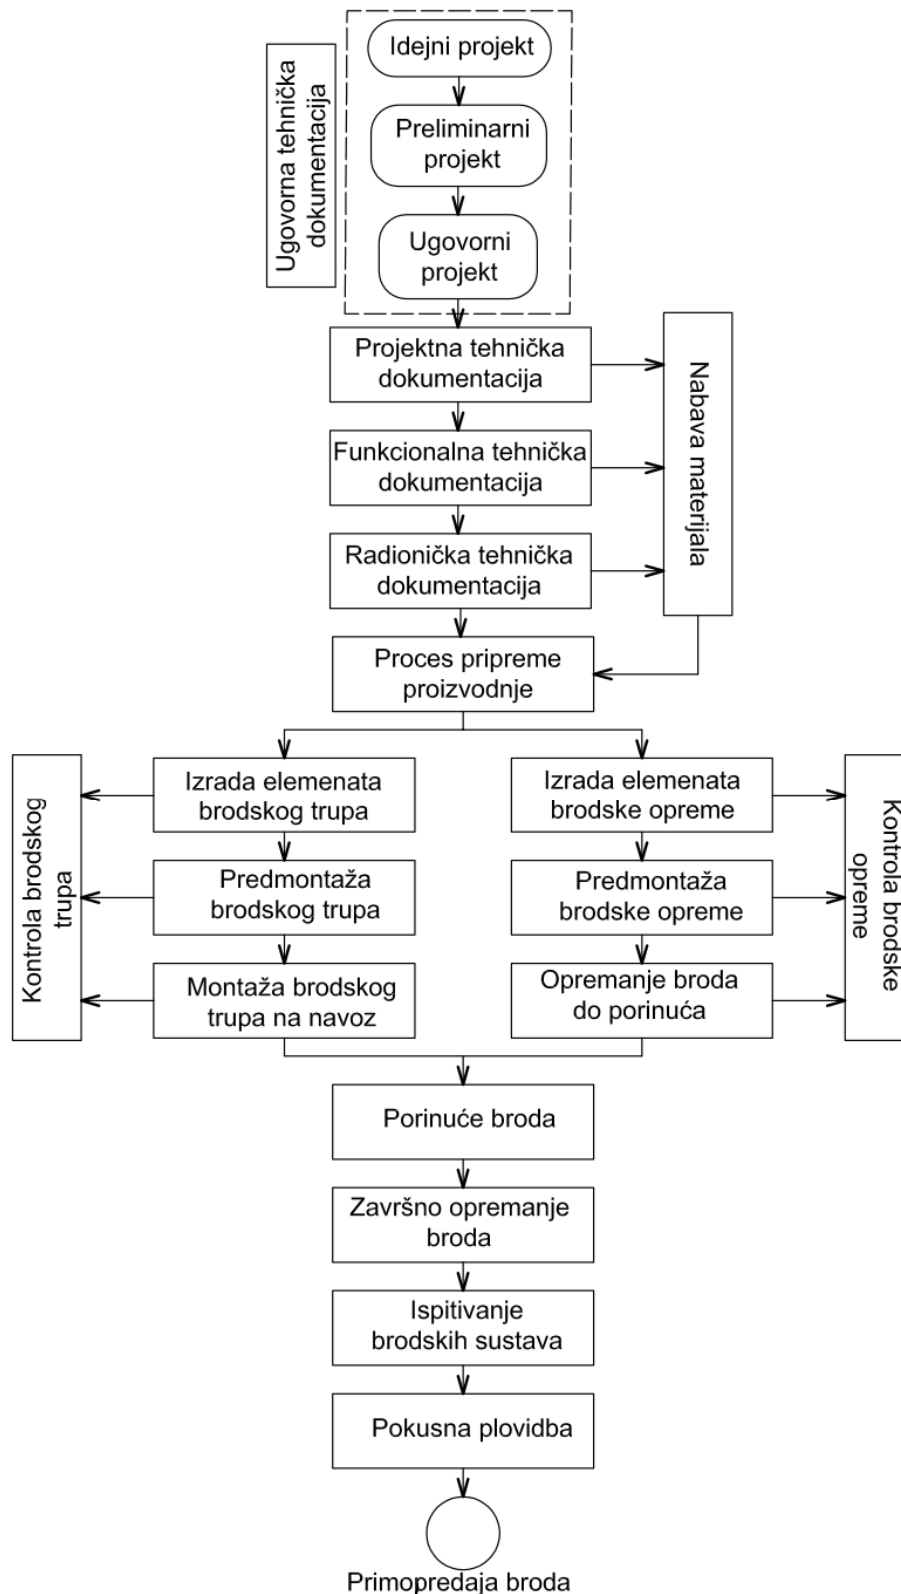 Idejni projekt
Ugovorna tehnička
dokumentacija
Preliminarni
projekt
Ugovorni
projekt
Projektna tehnička
dokumentacija
Nabava materijala
Funkcionalna tehnička
dokumentacija
Radionička tehnička
dokumentacija
Proces pripreme
proizvodnje
Kontrola brodskog
trupa
Izrada elemenata
brodskog trupa
Izrada elemenata
brodske opreme
Kontrola brodske
opreme
Predmontaža
brodskog trupa
Predmontaža
brodske opreme
Montaža brodskog
trupa na navoz
Opremanje broda
do porinuća
Porinuće broda
Završno opremanje
broda
Ispitivanje
brodskih sustava
Pokusna plovidba
Primopredaja broda